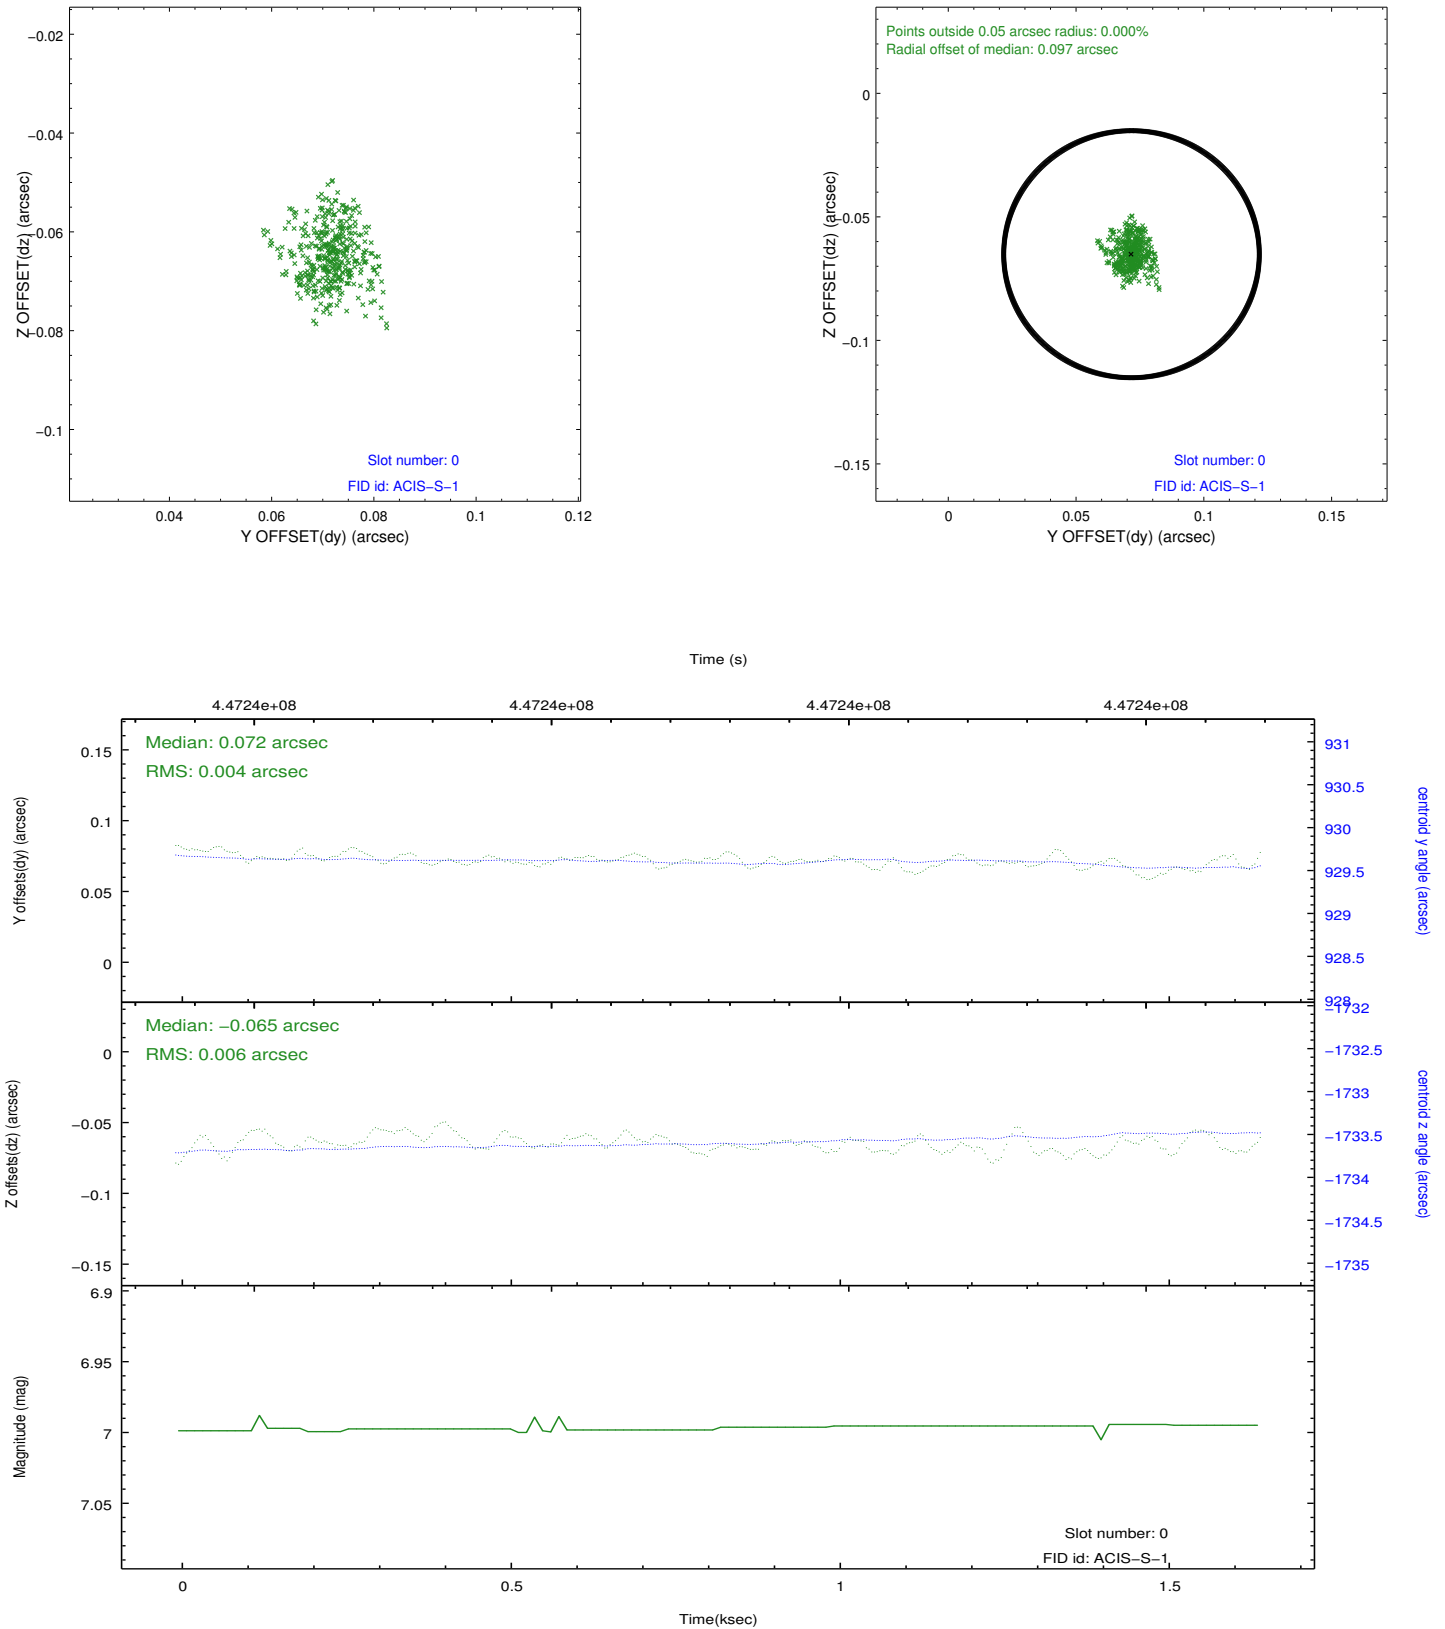 −0.02
−0.04
−0.06
−0.08
−0.1
Z OFFSET(dz) (arcsec)
Slot number: 0
FID id: ACIS−S−1
0.04 0.06 0.08 0.1 0.12
Y OFFSET(dy) (arcsec)
Points outside 0.05 arcsec radius: 0.000%
Radial offset of median: 0.097 arcsec
0
−0.05
−0.1
−0.15
Z OFFSET(dz) (arcsec)
Slot number: 0
FID id: ACIS−S−1
0 0.05 0.1 0.15
Y OFFSET(dy) (arcsec)
Time (s)
4.4724e+08 4.4724e+08 4.4724e+08 4.4724e+08
Median: 0.072 arcsec
RMS: 0.004 arcsec
0.15
0.1
0.05
0
Y offsets(dy) (arcsec)
931
930.5
930
929.5
929
928.5
928
centroid y angle (arcsec)
Median: −0.065 arcsec
RMS: 0.006 arcsec
0
−0.05
−0.1
−0.15
Z offsets(dz) (arcsec)
−1732
−1732.5
−1733
−1733.5
−1734
−1734.5
−1735
centroid z angle (arcsec)
6.9
6.95
7
7.05
Magnitude (mag)
Slot number: 0
FID id: ACIS−S−1
0 0.5 1 1.5
Time(ksec)